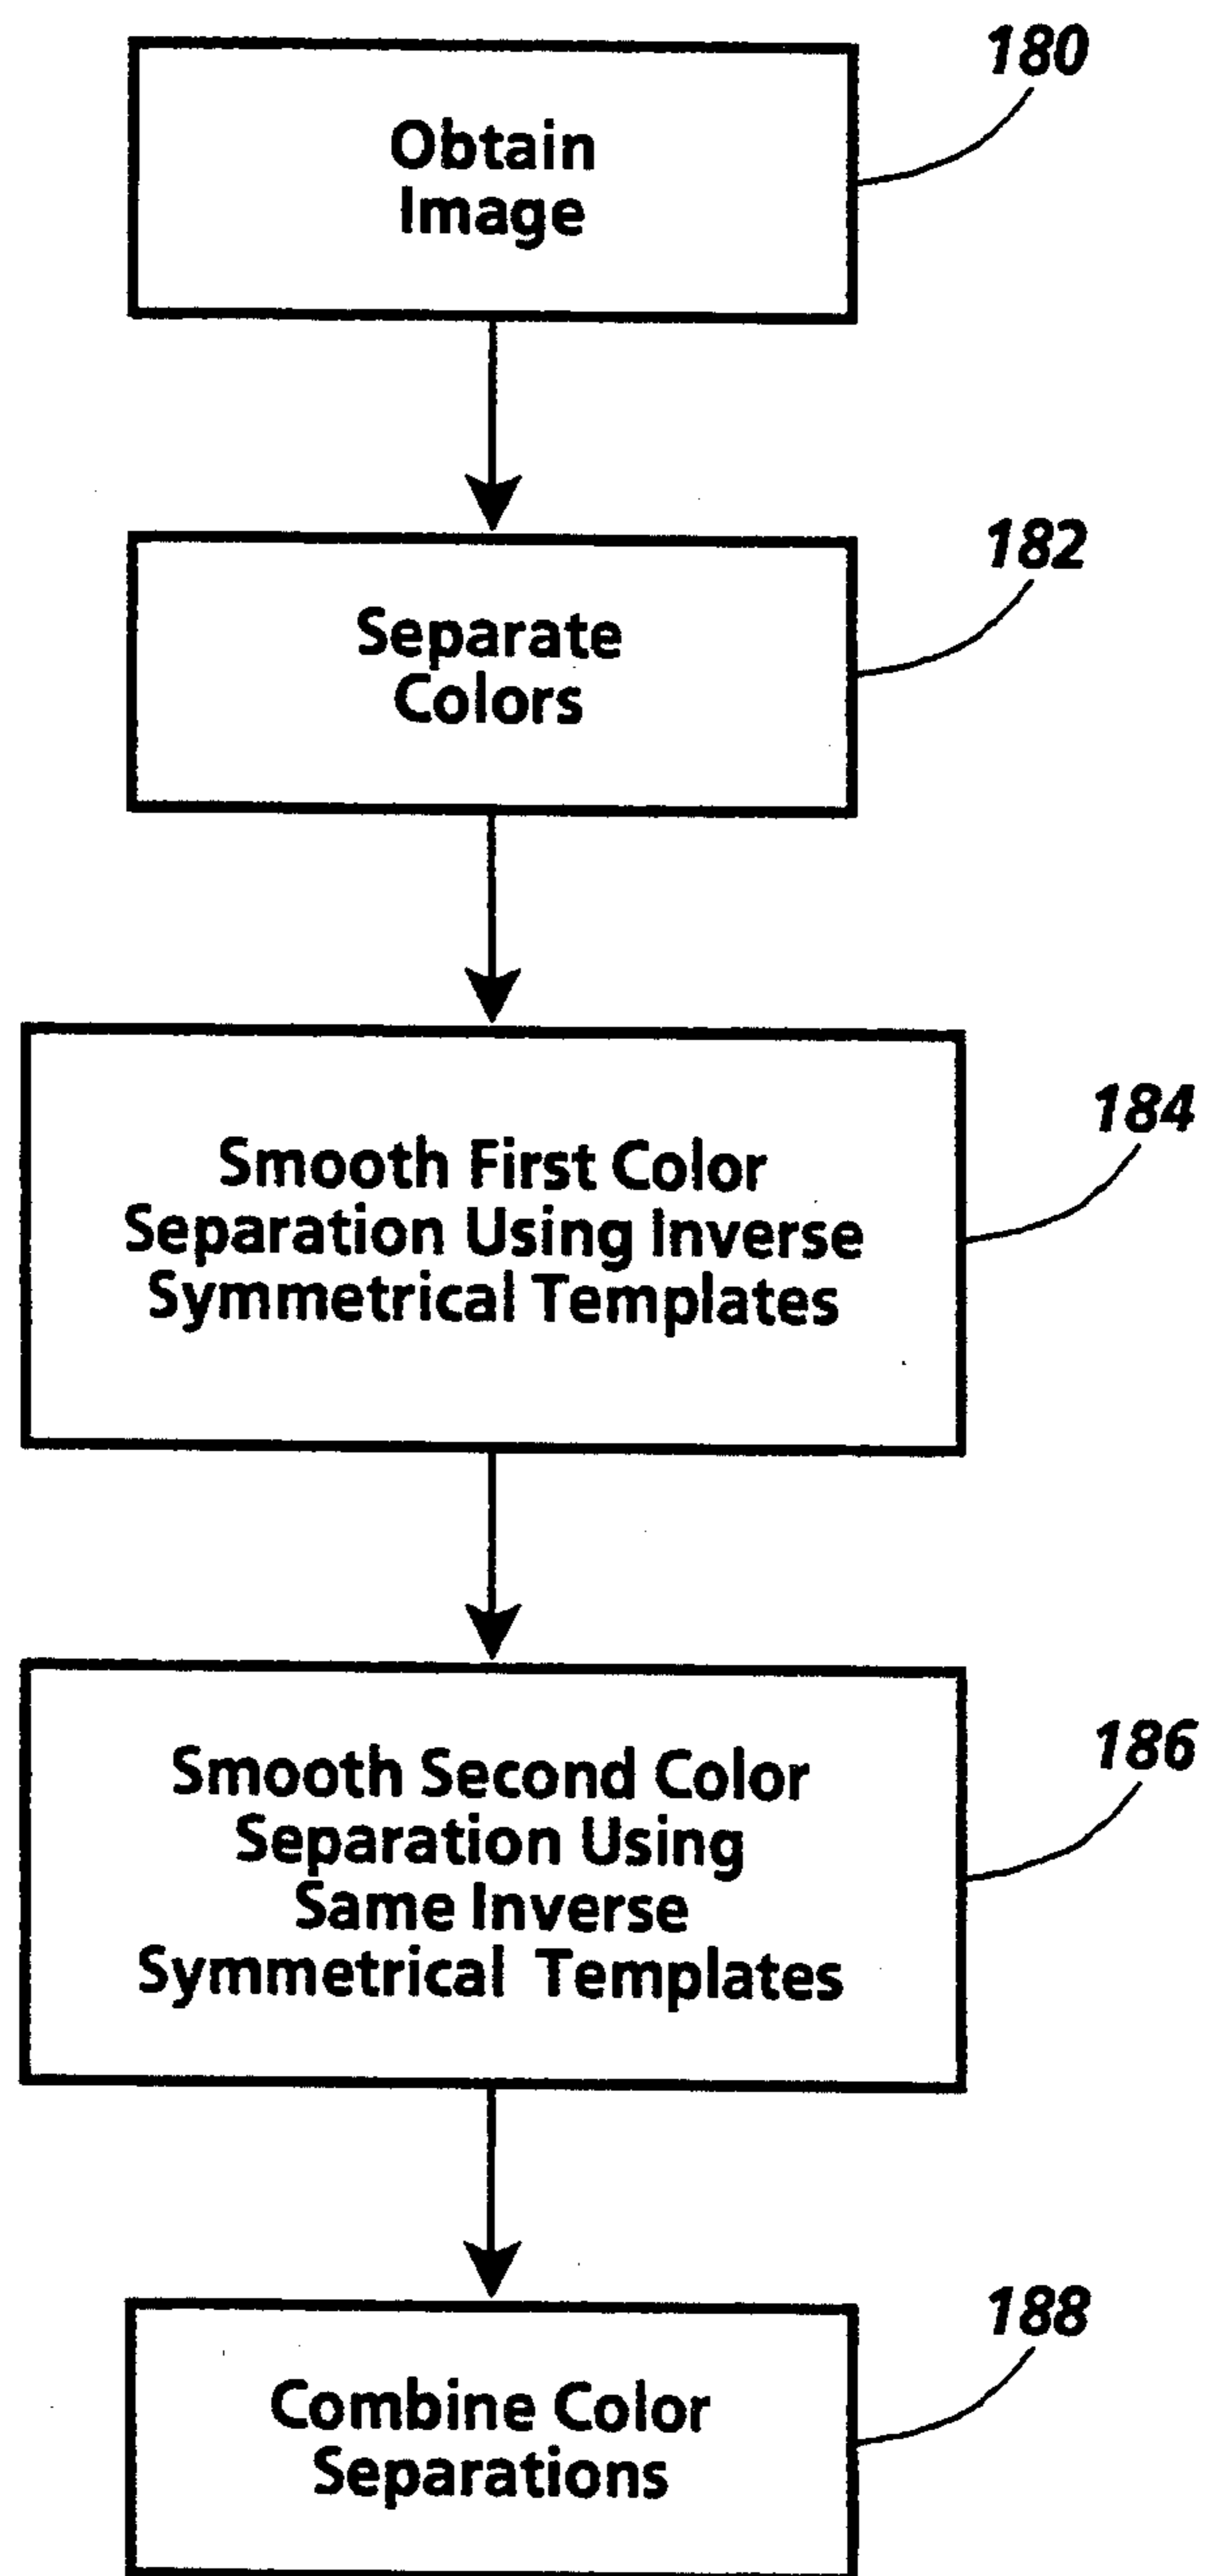 180
Obtain
Image
182
Separate
Colors
184
Smooth First Color
Separation Using Inverse
Symmetrical Templates
186
Smooth Second Color
Separation Using
Same Inverse
Symmetrical Templates
188
Combine Color
Separations